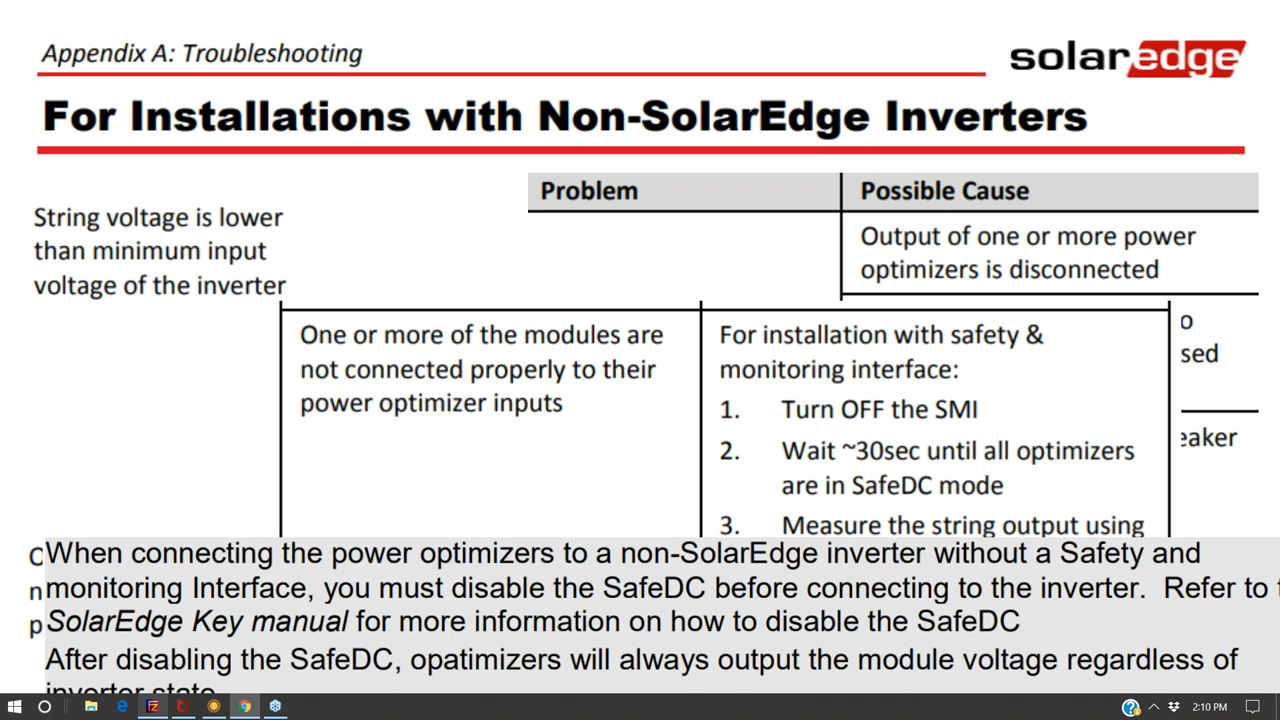 Appendix A: Troubleshooting
solaredge
For Installations with Non-SolarEdge Inverters
Problem
Possible Cause
String voltage is lower
than minimum input
voltage of the inverter
Output of one or more power
optimizers is disconnected
One or more of the modules are
not connected properly to their
power optimizer inputs
For installation with safety &
monitoring interface:
1. Turn OFF the SMI
2. Wait ~30sec until all optimizers
are in SafeDC mode
3. Measure the string output using
o
sed
eaker
When connecting the power optimizers to a non-SolarEdge inverter without a Safety and
monitoring Interface, you must disable the SafeDC before connecting to the inverter. Refer to
SolarEdge Key manual for more information on how to disable the SafeDC
After disabling the SafeDC, opatimizers will always output the module voltage regardless of
inverter state
2:10 PM